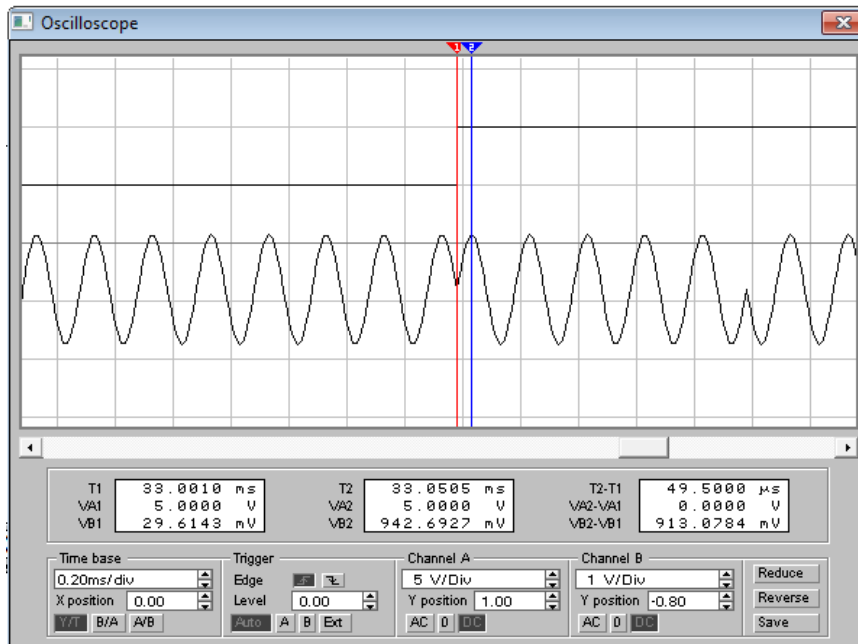 Oscilloscope
1 2
T1 33.0010 ms T2 33.0505 ms T2-T1 49.5000 µs
VA1 5.0000 V VA2 5.0000 V VA2-VA1 0.0000 V
VB1 29.6143 mV VB2 942.6927 mV VB2-VB1 913.0784 mV
Time base Trigger Channel A Channel B
0.20ms/div Edge 5 V/Div 1 V/Div Reduce
X position 0.00 Level 0.00 Y position 1.00 Y position -0.80 Reverse
Y/T B/A A/B Auto A B Ext AC 0 DC AC 0 DC Save